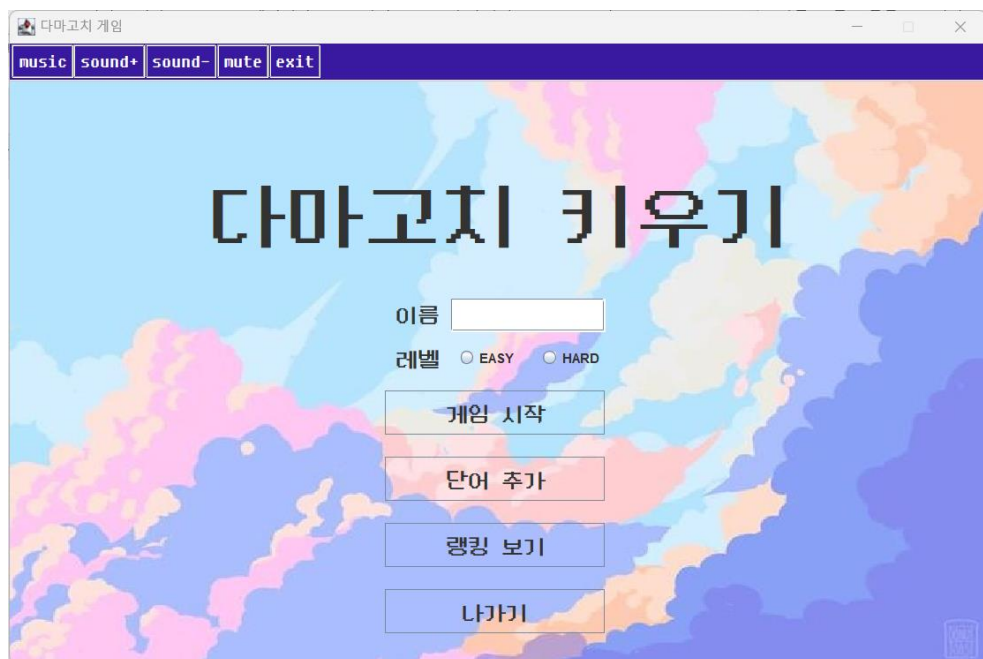 다마고치 게임
music sound+ sound- mute exit
다마고치 키우기
이름
레벨 EASY HARD
게임 시작
단어 추가
랭킹 보기
나가기